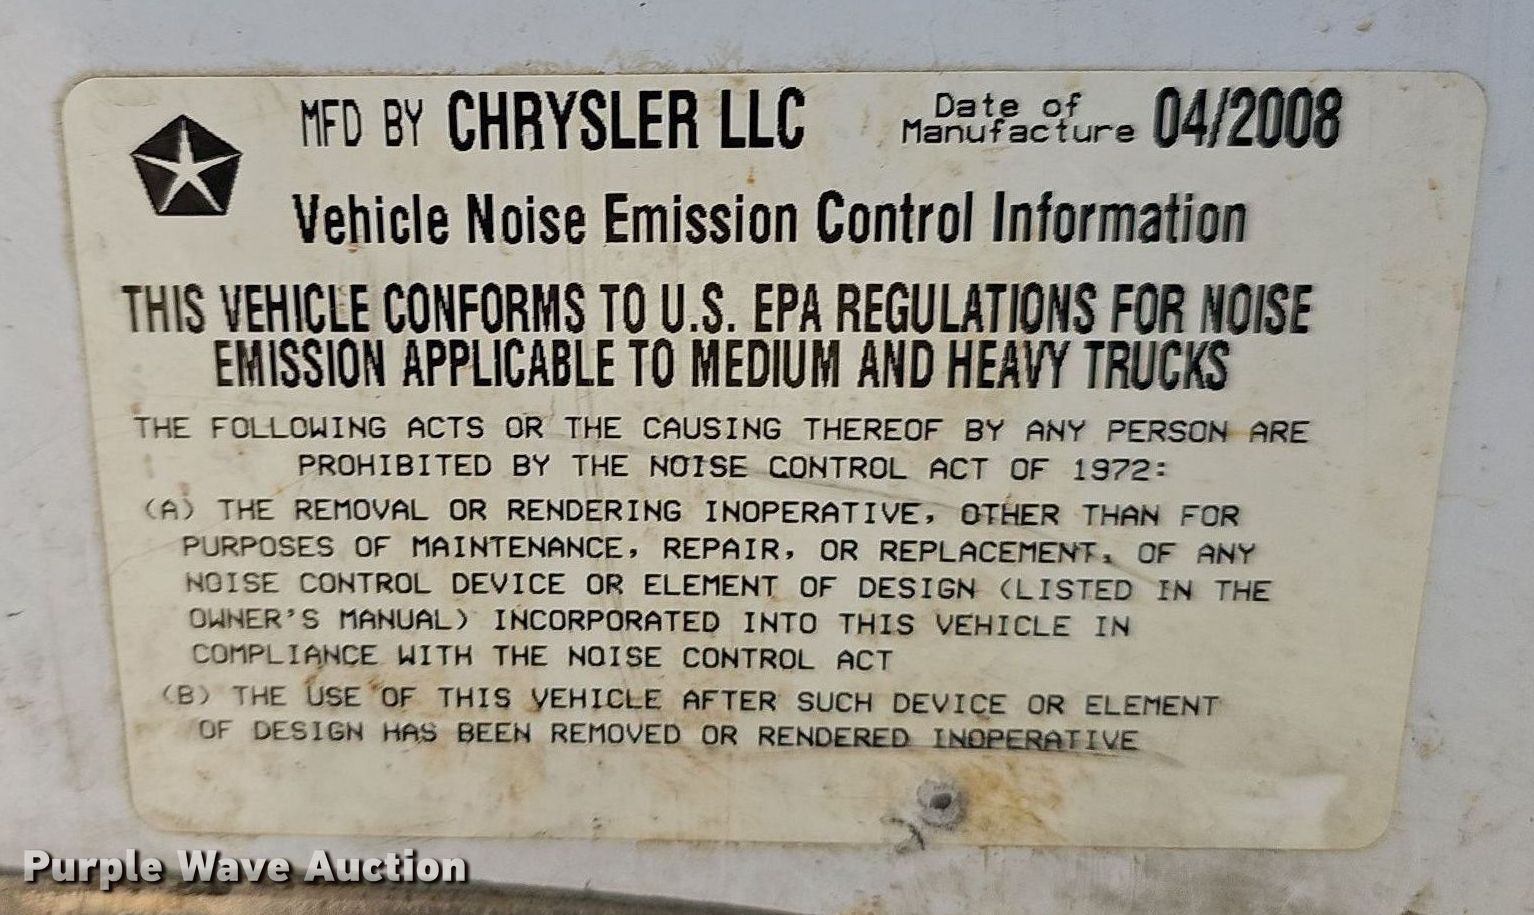 MFD BY CHRYSLER LLC
Date of
Manufacture 04/2008
Vehicle Noise Emission Control Information
THIS VEHICLE CONFORMS TO U.S. EPA REGULATIONS FOR NOISE
EMISSION APPLICABLE TO MEDIUM AND HEAVY TRUCKS
THE FOLLOWING ACTS OR THE CAUSING THEREOF BY ANY PERSON ARE
PROHIBITED BY THE NOISE CONTROL ACT OF 1972:
(A) THE REMOVAL OR RENDERING INOPERATIVE, OTHER THAN FOR
PURPOSES OF MAINTENANCE, REPAIR, OR REPLACEMENT, OF ANY
NOISE CONTROL DEVICE OR ELEMENT OF DESIGN (LISTED IN THE
OWNER'S MANUAL) INCORPORATED INTO THIS VEHICLE IN
COMPLIANCE WITH THE NOISE CONTROL ACT
(B) THE USE OF THIS VEHICLE AFTER SUCH DEVICE OR ELEMENT
OF DESIGN HAS BEEN REMOVED OR RENDERED INOPERATIVE
Purple Wave Auction